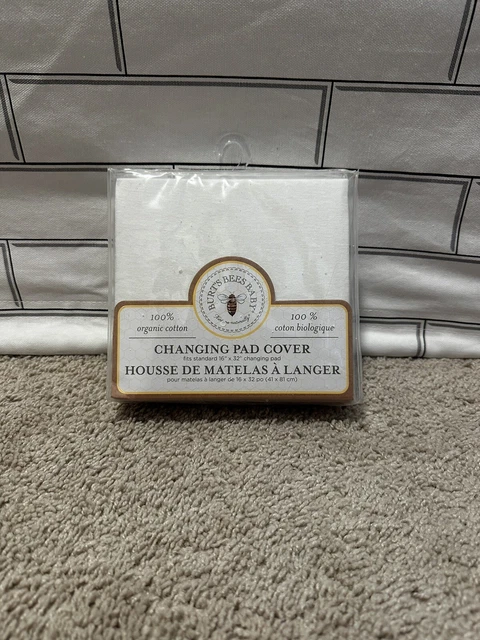 BURT'S BEES BABY
100%
organic cotton
100 %
coton biologique
CHANGING PAD COVER
fits standard 16" x 32" changing pad
HOUSSE DE MATELAS À LANGER
pour matelas à langer de 16 x 32 po (41 x 81 cm)